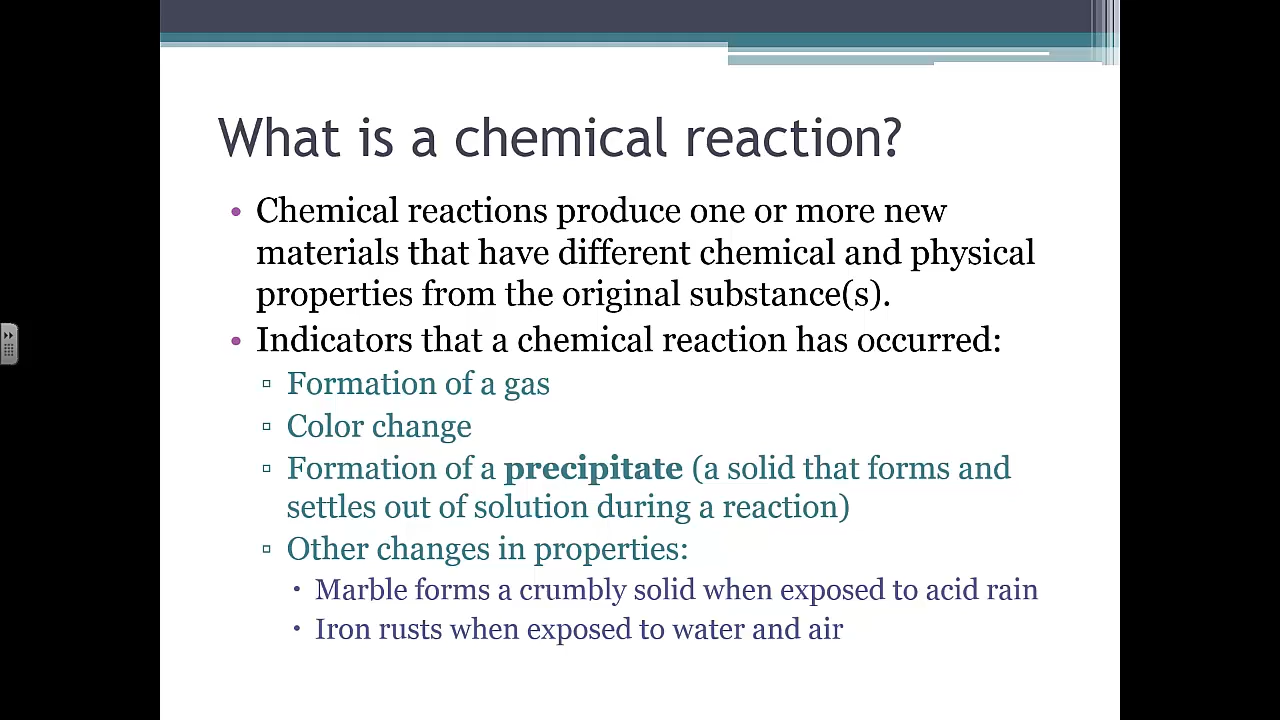 What is a chemical reaction?
• Chemical reactions produce one or more new
materials that have different chemical and physical
properties from the original substance(s).
• Indicators that a chemical reaction has occurred:
▫ Formation of a gas
▫ Color change
▫ Formation of a precipitate (a solid that forms and
settles out of solution during a reaction)
▫ Other changes in properties:
• Marble forms a crumbly solid when exposed to acid rain
• Iron rusts when exposed to water and air